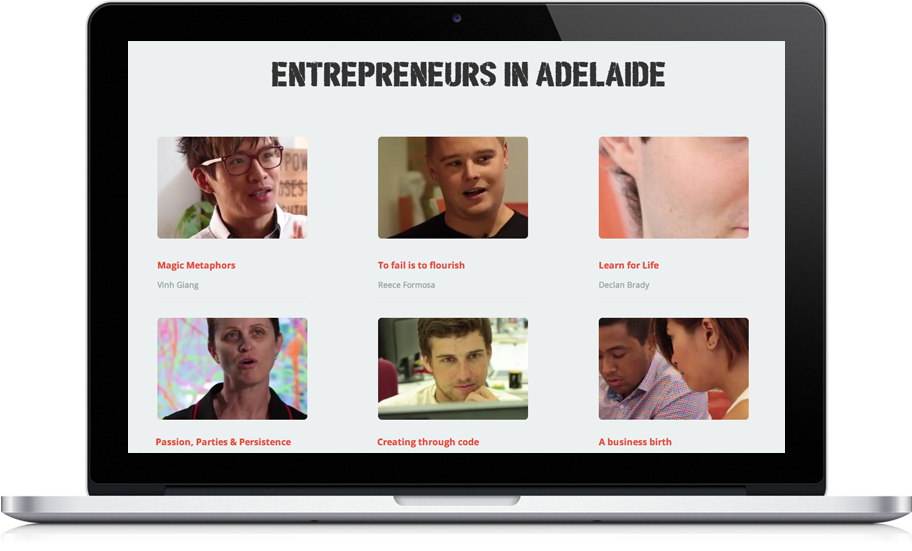 ENTREPRENEURS IN ADELAIDE
Magic Metaphors
To fail is to flourish
Learn for Life
Vinh Giang
Reece Formosa
Declan Brady
Passion, Parties & Persistence
Creating through code
A business birth